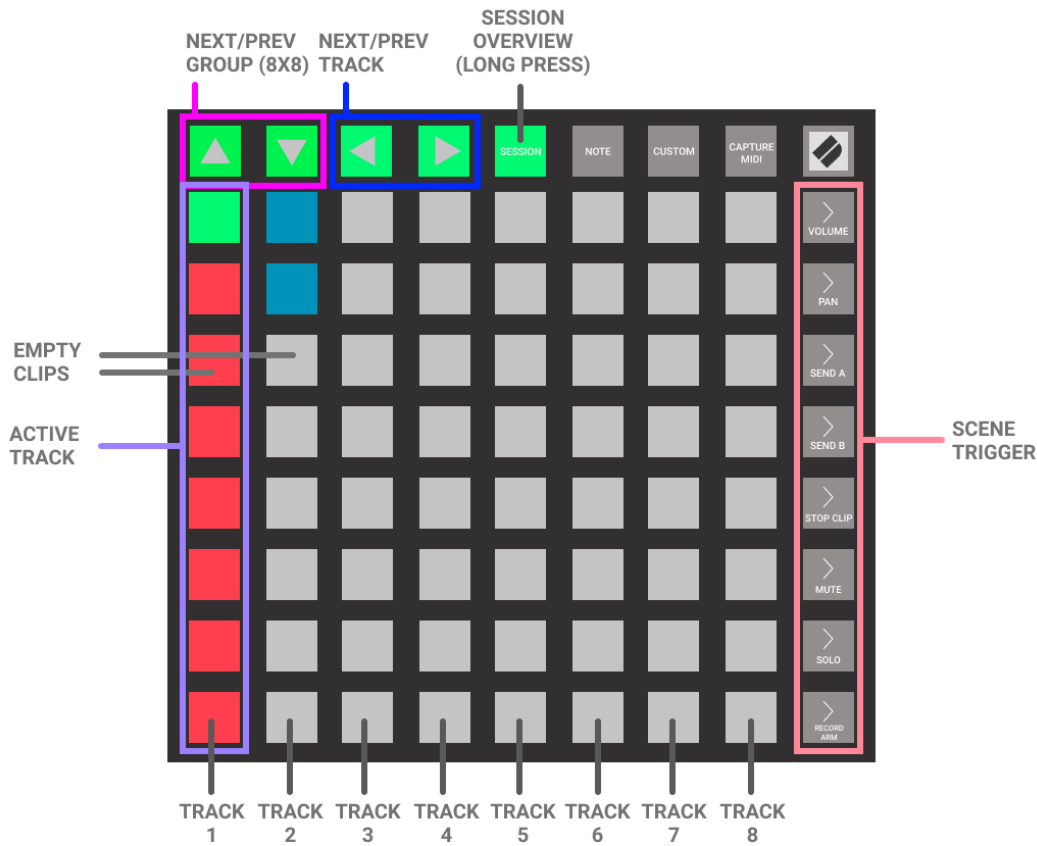 SESSION
OVERVIEW
(LONG PRESS)
NEXT/PREV
GROUP (8X8)
NEXT/PREV
TRACK
SESSION
NOTE
CUSTOM
CAPTURE
MIDI
VOLUME
PAN
SEND A
SEND B
STOP CLIP
MUTE
SOLO
RECORD
ARM
EMPTY
CLIPS
ACTIVE
TRACK
SCENE
TRIGGER
TRACK
1
TRACK
2
TRACK
3
TRACK
4
TRACK
5
TRACK
6
TRACK
7
TRACK
8